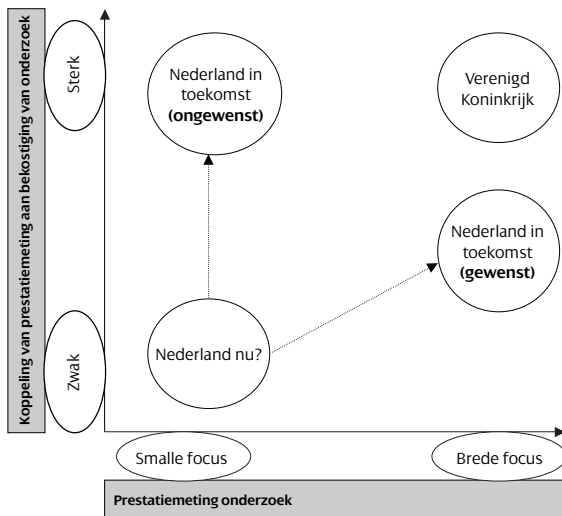 Koppeling van prestatiemeting aan bekostiging van onderzoek
Sterk
Zwak
Nederland in
toekomst
(ongewenst)
Verenigd
Koninkrijk
Nederland in
toekomst
(gewenst)
Nederland nu?
Smalle focus
Brede focus
Prestatiemeting onderzoek